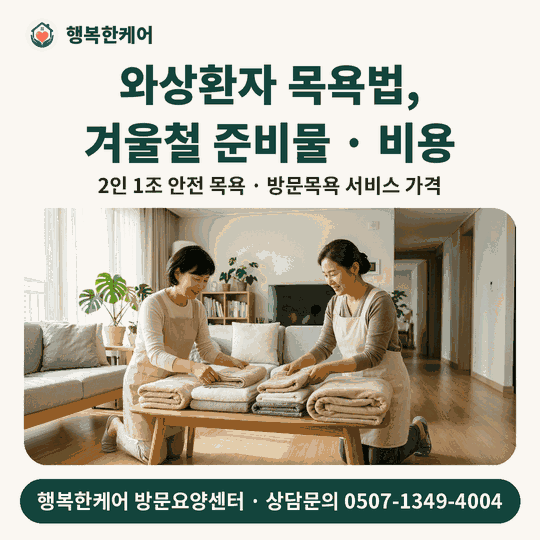 행복한케어
와상환자 목욕법,
겨울철 준비물 · 비용
2인 1조 안전 목욕 · 방문목욕 서비스 가격
행복한케어 방문요양센터 · 상담문의 0507-1349-4004